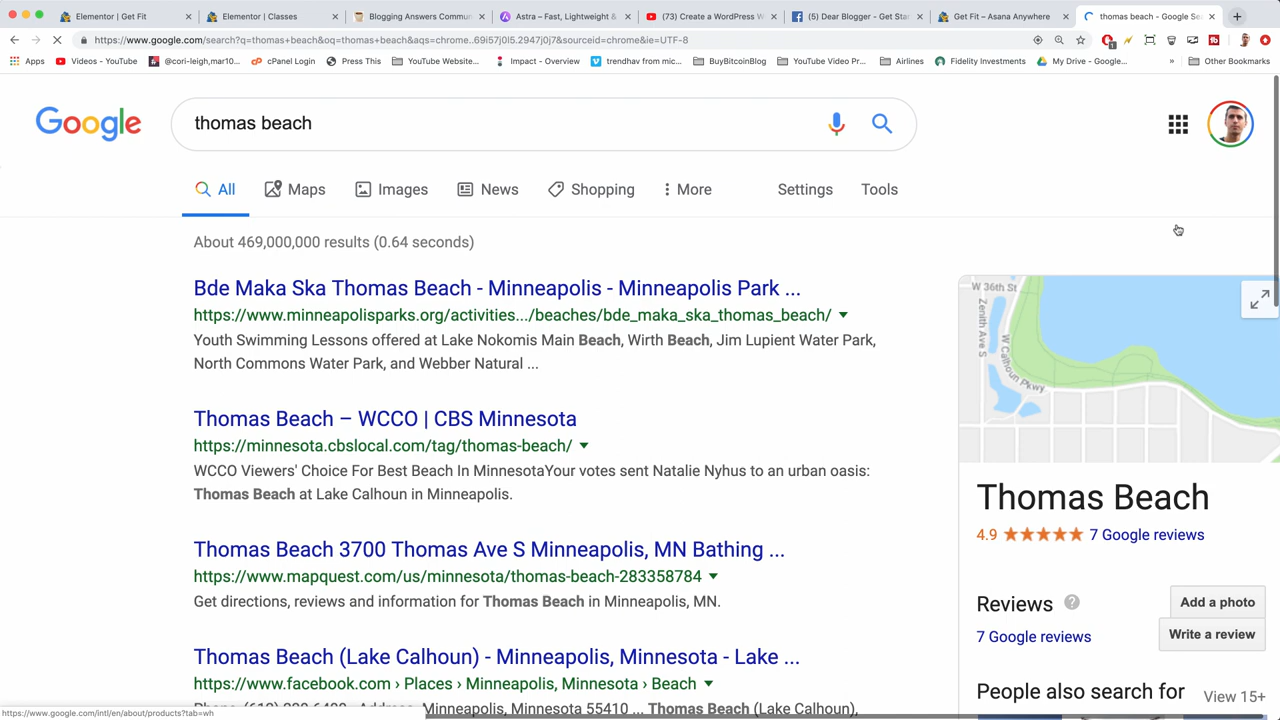 Elementor | Get Fit
Elementor | Classes
Blogging Answers Commun
Astra – Fast, Lightweight &
(73) Create a WordPress W
(5) Dear Blogger - Get Star
Get Fit – Asana Anywhere
thomas beach - Google Se
https://www.google.com/search?q=thomas+beach&oq=thomas+beach&aqs=chrome..69i57j0l5.2947j0j7&sourceid=chrome&ie=UTF-8
Apps
Videos - YouTube
@cori-leigh,mar10...
cPanel Login
Press This
YouTube Website...
Impact - Overview
trendhav from mic...
BuyBitcoinBlog
YouTube Video Pr...
Airlines
Fidelity Investments
My Drive - Google...
»
Other Bookmarks
Google
thomas beach
All
Maps
Images
News
Shopping
More
Settings
Tools
About 469,000,000 results (0.64 seconds)
Bde Maka Ska Thomas Beach - Minneapolis - Minneapolis Park ...
https://www.minneapolisparks.org/activities.../beaches/bde_maka_ska_thomas_beach/
Youth Swimming Lessons offered at Lake Nokomis Main Beach, Wirth Beach, Jim Lupient Water Park,
North Commons Water Park, and Webber Natural ...
Thomas Beach – WCCO | CBS Minnesota
https://minnesota.cbslocal.com/tag/thomas-beach/
WCCO Viewers' Choice For Best Beach In MinnesotaYour votes sent Natalie Nyhus to an urban oasis:
Thomas Beach at Lake Calhoun in Minneapolis.
Thomas Beach 3700 Thomas Ave S Minneapolis, MN Bathing ...
https://www.mapquest.com/us/minnesota/thomas-beach-283358784
Get directions, reviews and information for Thomas Beach in Minneapolis, MN.
Thomas Beach (Lake Calhoun) - Minneapolis, Minnesota - Lake ...
https://www.facebook.com › Places › Minneapolis, Minnesota › Beach
Minneapolis, Minnesota 55410 ... Thomas Beach (Lake Calhoun),
https://www.google.com/intl/en/about/products?tab=wh
W 36th St
Zenith Ave S
W Calhoun Pkwy
Thomas Beach
4.9
7 Google reviews
Reviews
?
Add a photo
7 Google reviews
Write a review
People also search for
View 15+